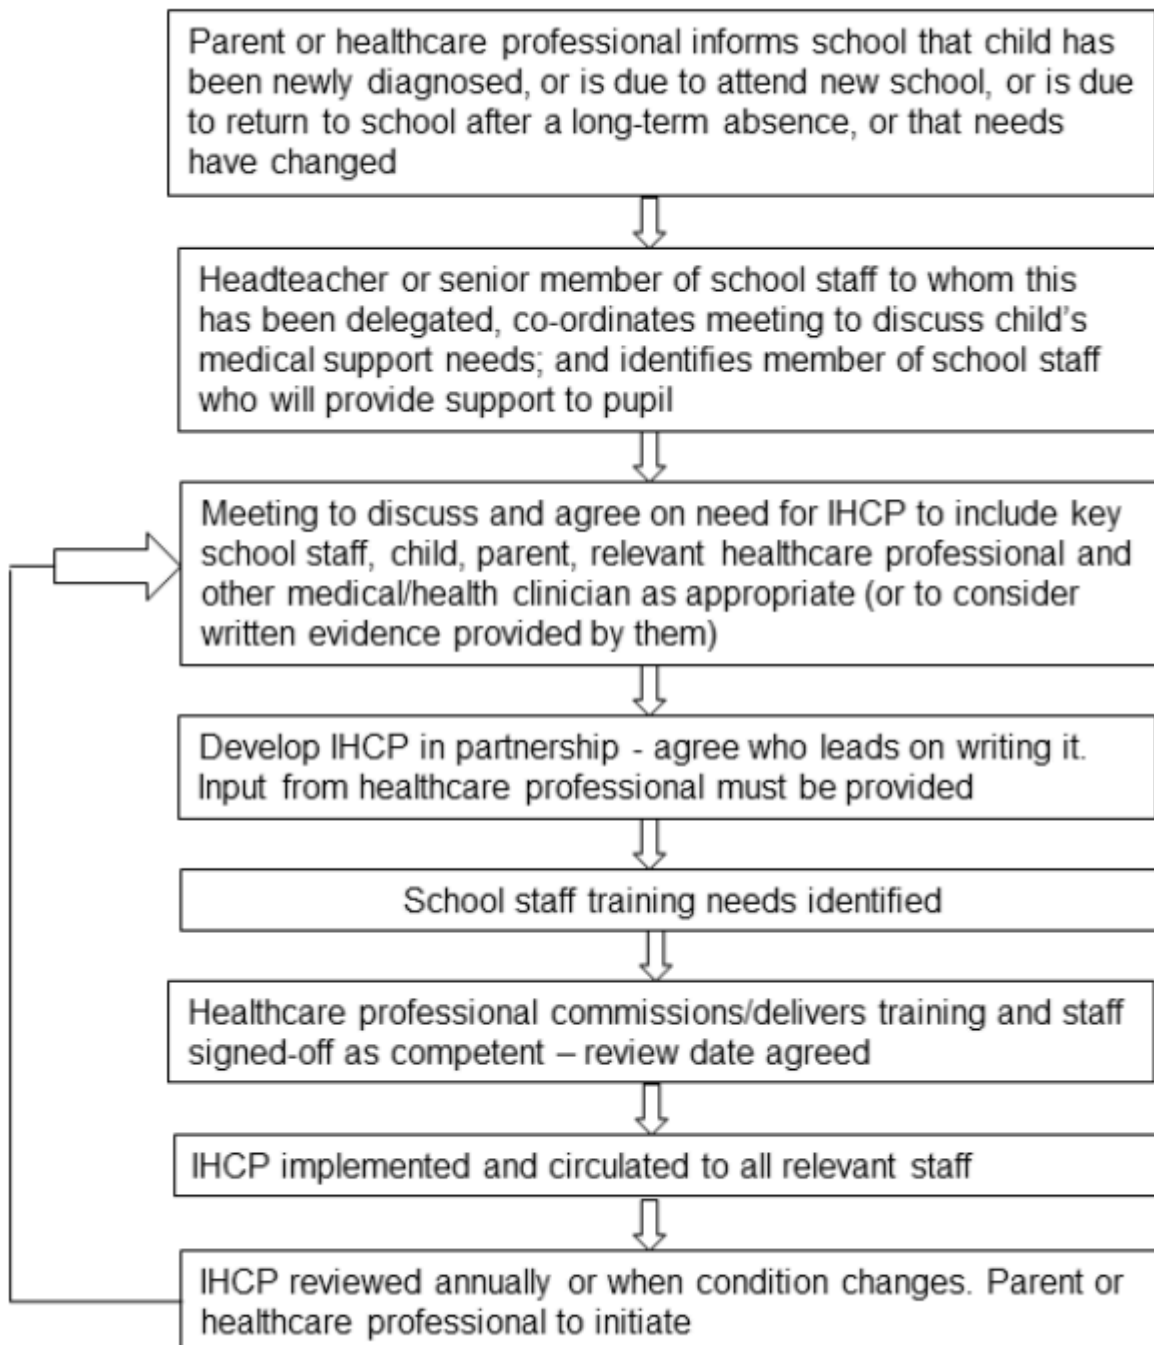 Parent or healthcare professional informs school that child has
been newly diagnosed, or is due to attend new school, or is due
to return to school after a long-term absence, or that needs
have changed
Headteacher or senior member of school staff to whom this
has been delegated, co-ordinates meeting to discuss child's
medical support needs; and identifies member of school staff
who will provide support to pupil
Meeting to discuss and agree on need for IHCP to include key
school staff, child, parent, relevant healthcare professional and
other medical/health clinician as appropriate (or to consider
written evidence provided by them)
Develop IHCP in partnership - agree who leads on writing it.
Input from healthcare professional must be provided
School staff training needs identified
Healthcare professional commissions/delivers training and staff
signed-off as competent – review date agreed
IHCP implemented and circulated to all relevant staff
IHCP reviewed annually or when condition changes. Parent or
healthcare professional to initiate